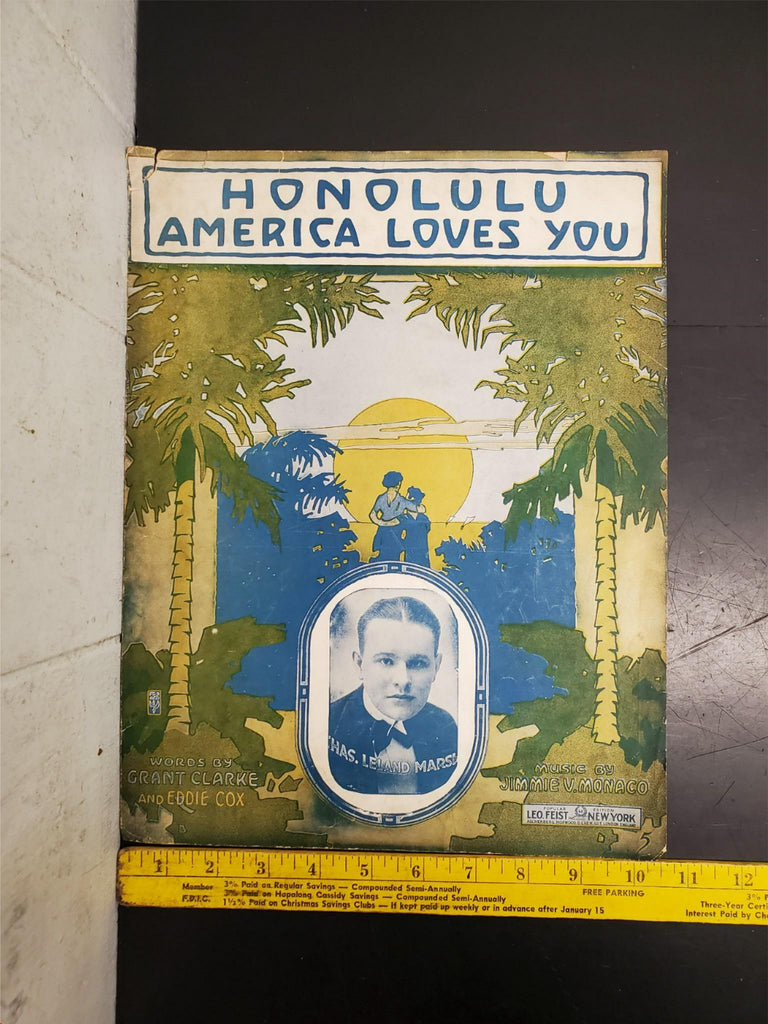 HONOLULU
AMERICA LOVES YOU
CHAS. LELAND MARSH
WORDS BY
GRANT CLARKE
AND EDDIE COX
MUSIC BY
JIMMIE V. MONACO
POPULAR EDITION
LEO. FEIST NEW YORK
5
1 2 3 4 5 6 7 8 9 10 11 12
Member 3% Paid on Regular Savings — Compounded Semi-Annually
F.D.I.C. 3% Paid on Hopalong Cassidy Savings — Compounded Semi-Annually
1½% Paid on Christmas Savings Clubs — If kept paid up weekly or in advance after January 15
FREE PARKING
3% P
Three-Year Certi
Interest Paid by Che